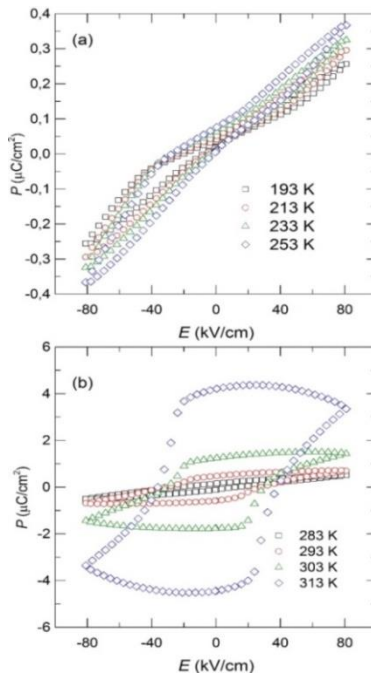 0,4
(a)
0,3
0,2
0,1
P (μC/cm²)
0,0
-0,1
193 K
-0,2
213 K
-0,3
233 K
253 K
-0,4
-80 -40 0 40 80
E (kV/cm)
6
(b)
4
2
P (μC/cm²)
0
-2
283 K
293 K
-4
303 K
313 K
-6
-80 -40 0 40 80
E (kV/cm)